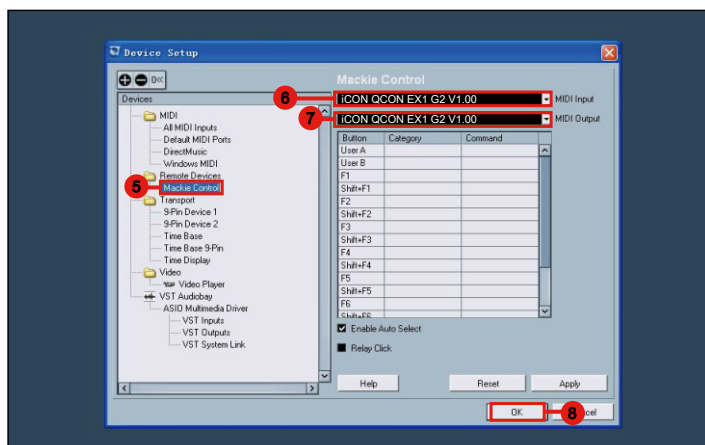 Device Setup
Mackie Control
Devices
6 iCON QCON EX1 G2 V1.00 MIDI Input
7 iCON QCON EX1 G2 V1.00 MIDI Output
MIDI
All MIDI Inputs
Default MIDI Ports
DirectMusic
Windows MIDI
Remote Devices
5 Mackie Control
Transport
9-Pin Device 1
9-Pin Device 2
Time Base
Time Base 9-Pin
Time Display
Video
Video Player
VST Audiobay
ASIO Multimedia Driver
VST Inputs
VST Outputs
VST System Link
Button Category Command
User A
User B
F1
Shift+F1
F2
Shift+F2
F3
Shift+F3
F4
Shift+F4
F5
Shift+F5
F6
Shift+F6
Enable Auto Select
Relay Click
Help Reset Apply
OK 8 cel